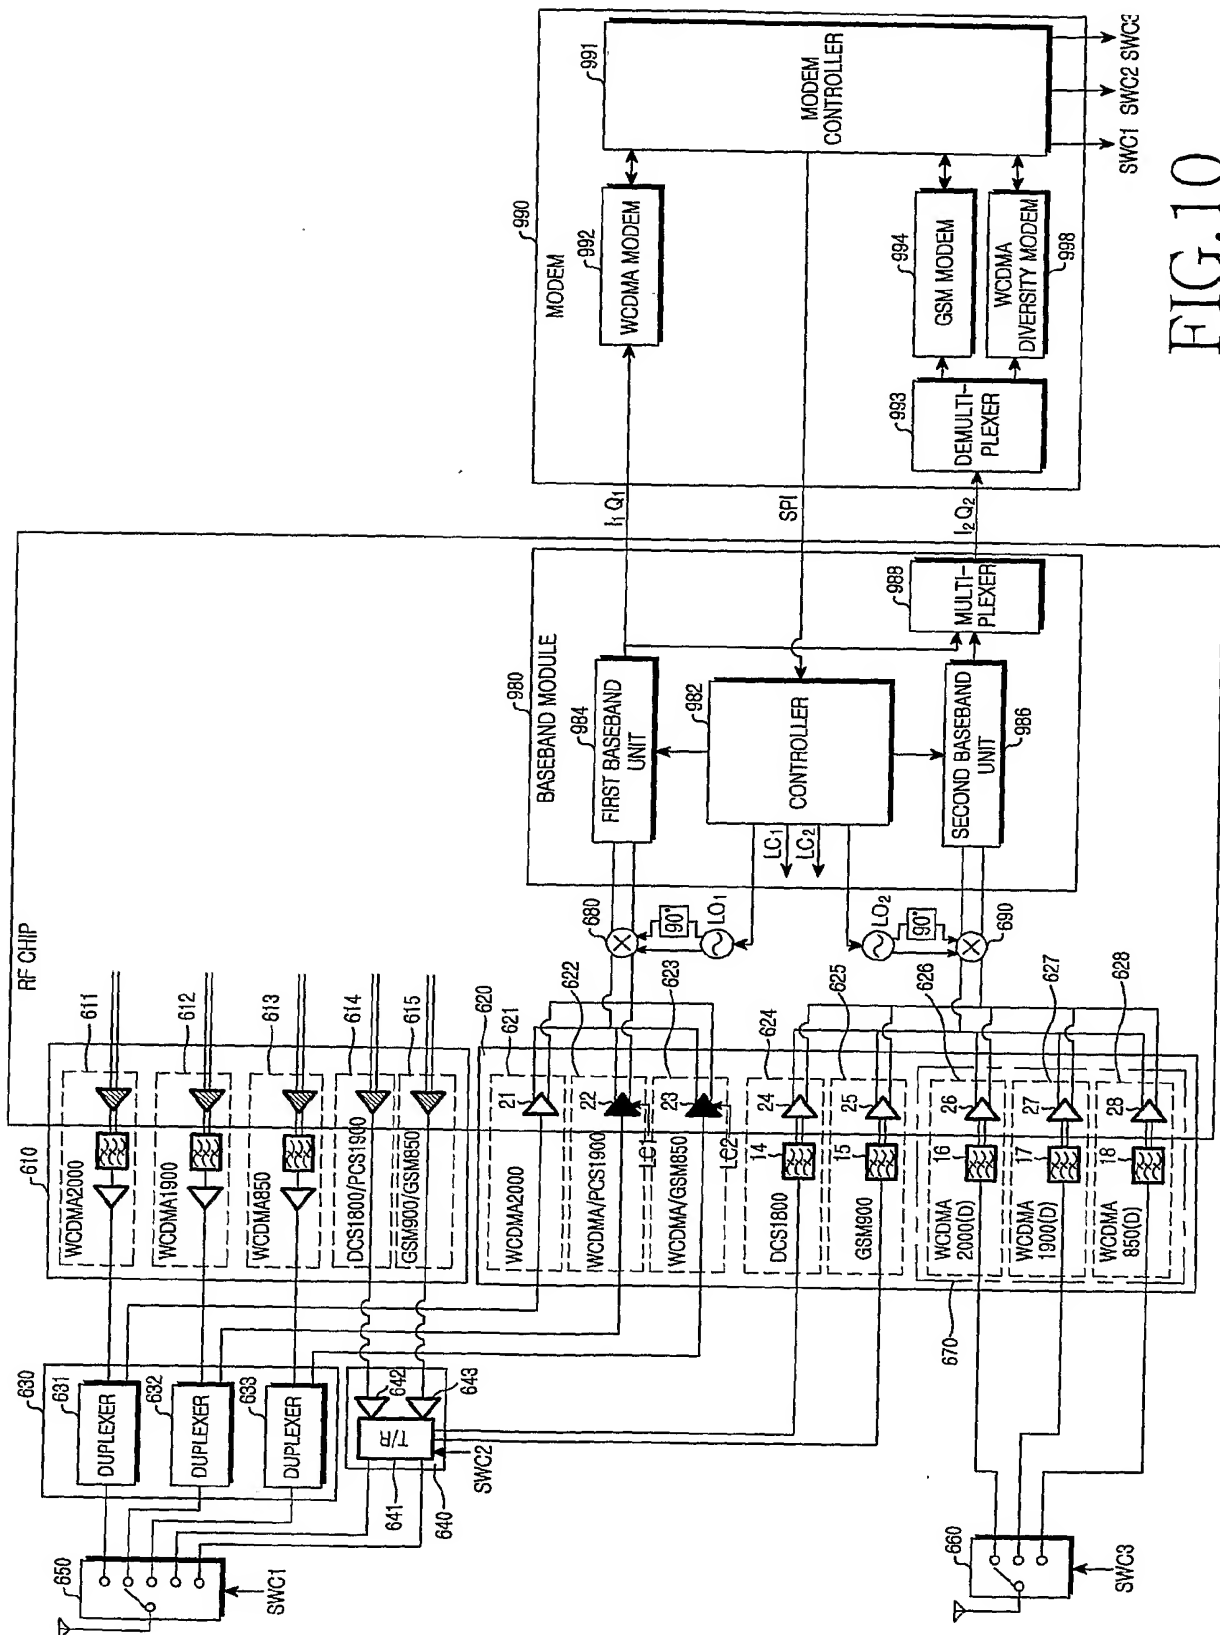 RF CHIP
610
WCDMA2000
611
WCDMA1900
612
WCDMA850
613
DCS1800/PCS1900
614
GSM900/GSM850
615
620
WCDMA2000
21
621
WCDMA/PCS1900
22
622
LC1
WCDMA/GSM850
23
623
LC2
DCS1800
14
24
624
GSM900
15
25
625
670
WCDMA
2000(D)
16
26
626
WCDMA
1900(D)
17
27
627
WCDMA
850(D)
18
28
628
630
631
DUPLEXER
632
DUPLEXER
633
DUPLEXER
642
643
T/R
641
640
SWC2
650
SWC1
660
SWC3
680
90°
LO1
LO2
90°
690
BASEBAND MODULE
980
FIRST BASEBAND
UNIT
984
CONTROLLER
982
LC1
LC2
SECOND BASEBAND
UNIT
986
MULTI-
PLEXER
988
I1 Q1
SPI
I2 Q2
MODEM
990
WCDMA MODEM
992
DEMULTI-
PLEXER
993
GSM MODEM
994
WCDMA
DIVERSITY MODEM
998
MODEM
CONTROLLER
991
SWC1
SWC2
SWC3
FIG.10